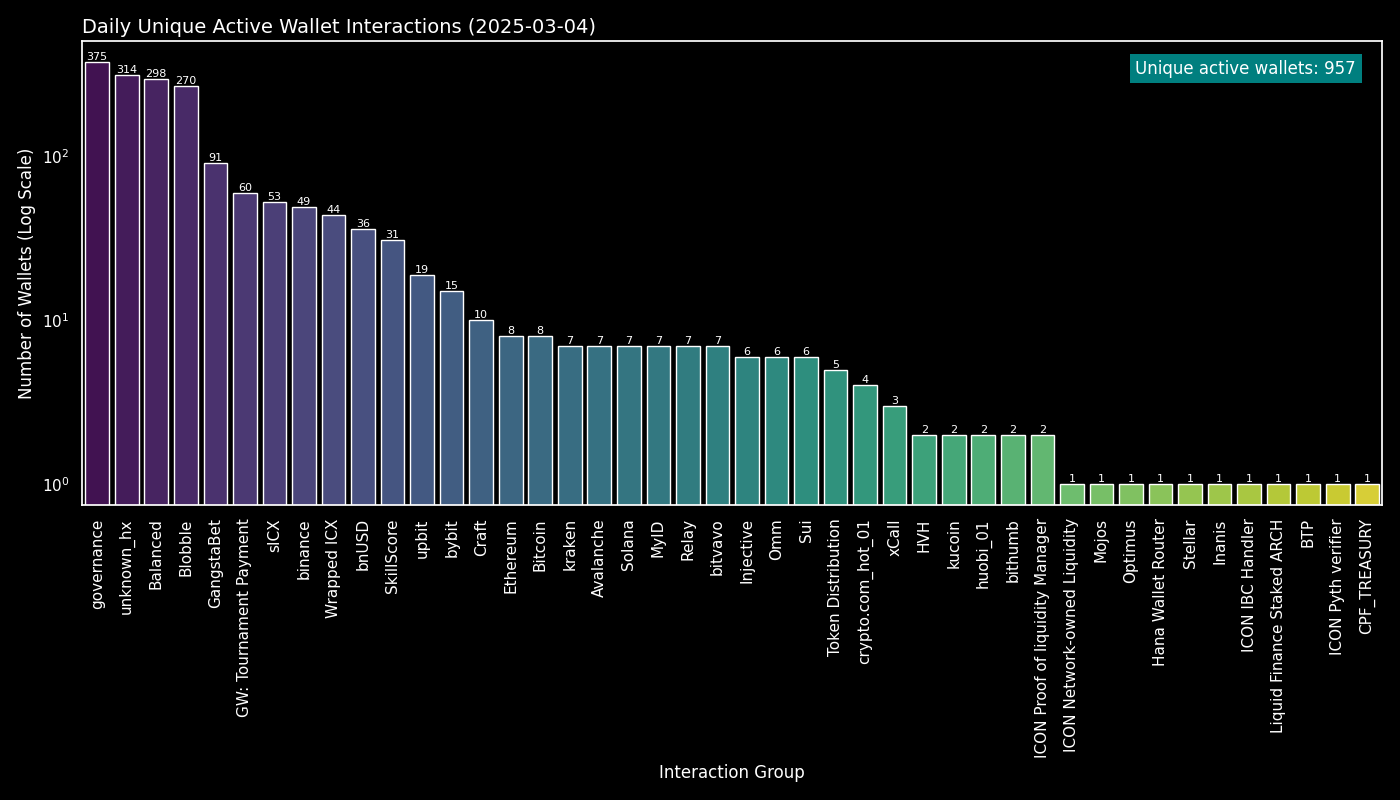 Daily Unique Active Wallet Interactions (2025-03-04)
Unique active wallets: 957
Number of Wallets (Log Scale)
10²
10¹
10⁰
375
314
298
270
91
60
53
49
44
36
31
19
15
10
8
8
7
7
7
7
7
7
6
6
6
5
4
3
2
2
2
2
2
1
1
1
1
1
1
1
1
1
1
1
governance
unknown_hx
Balanced
Blobble
GangstaBet
GW: Tournament Payment
sICX
binance
Wrapped ICX
bnUSD
SkillScore
upbit
bybit
Craft
Ethereum
Bitcoin
kraken
Avalanche
Solana
MyID
Relay
bitvavo
Injective
Omm
Sui
Token Distribution
crypto.com_hot_01
xCall
HVH
kucoin
huobi_01
bithumb
ICON Proof of liquidity Manager
ICON Network-owned Liquidity
Mojos
Optimus
Hana Wallet Router
Stellar
Inanis
ICON IBC Handler
Liquid Finance Staked ARCH
BTP
ICON Pyth verifier
CPF_TREASURY
Interaction Group